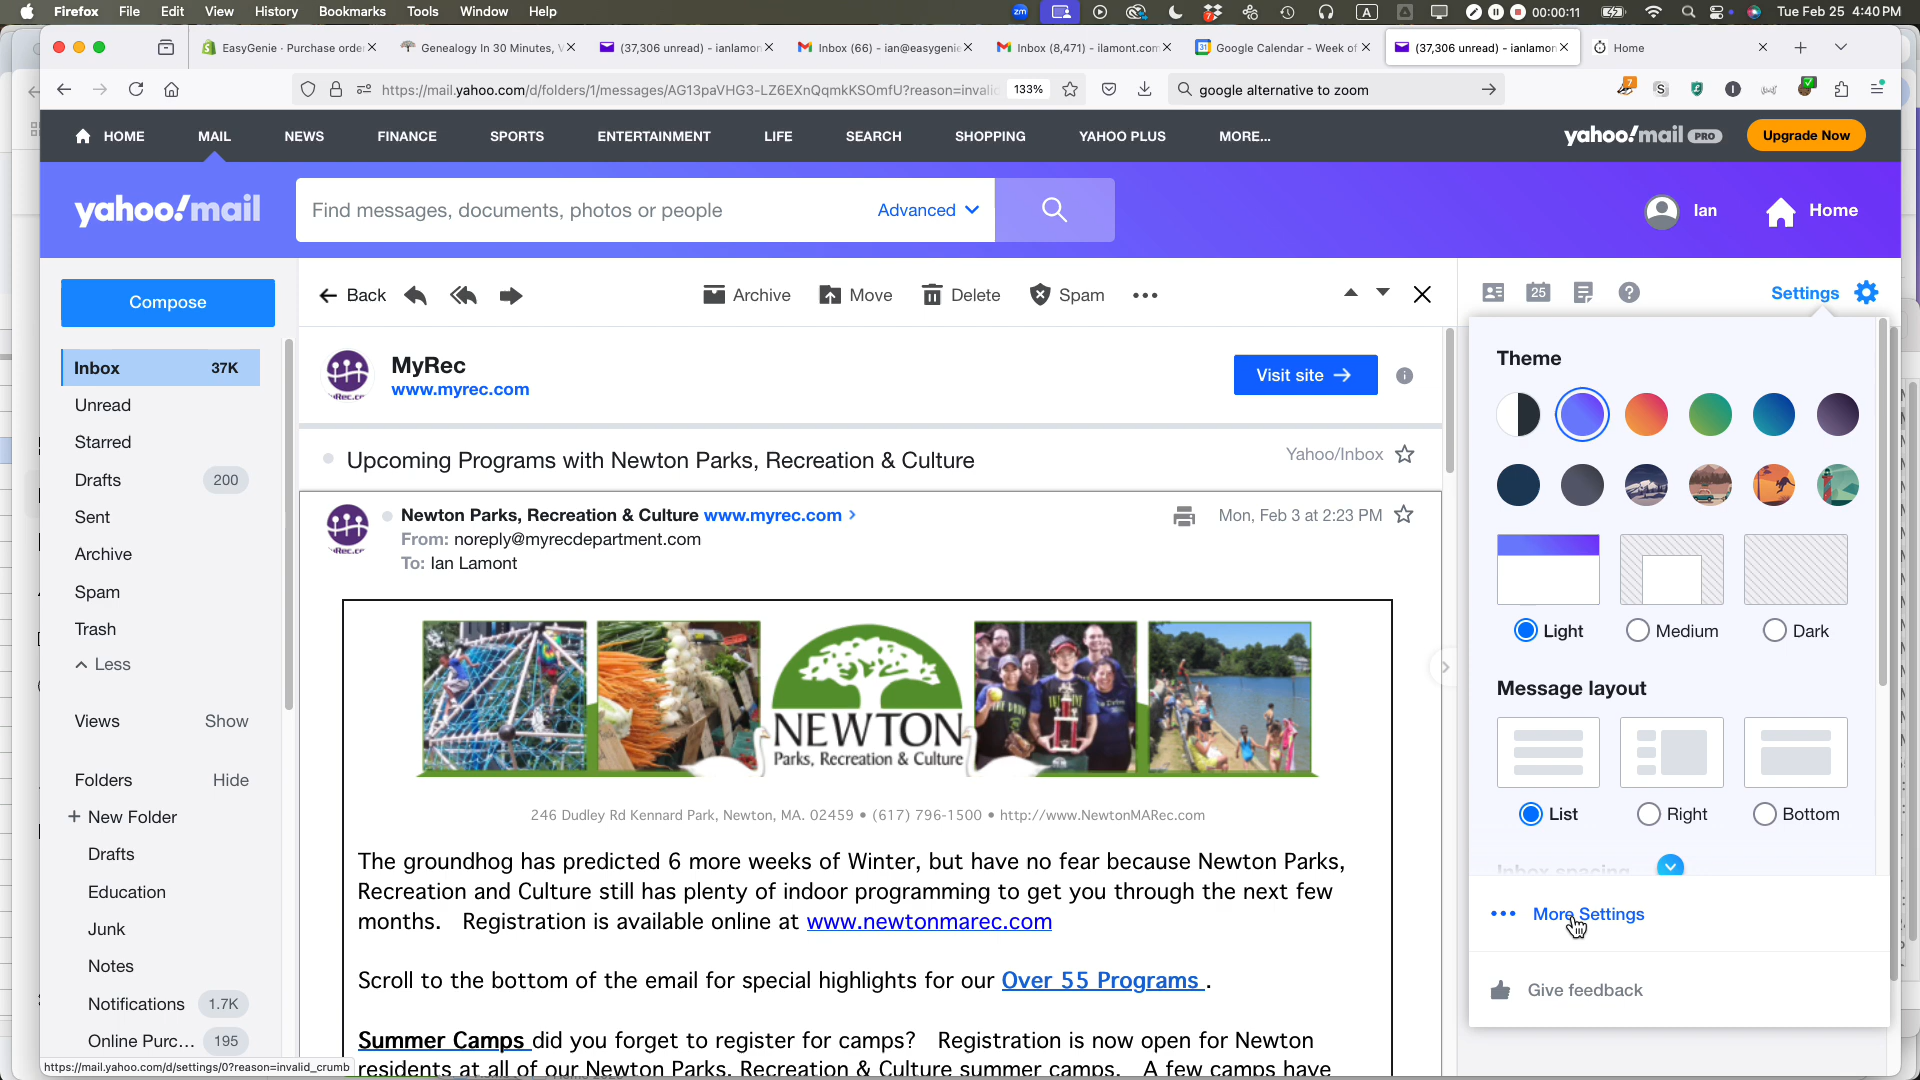 Firefox File Edit View History Bookmarks Tools Window Help
zm A 00:00:11 Tue Feb 25 4:40 PM
EasyGenie · Purchase order
Genealogy In 30 Minutes, V
(37,306 unread) - ianlamon
Inbox (66) - ian@easygenie
Inbox (8,471) - ilamont.com
31 Google Calendar - Week of
(37,306 unread) - ianlamon
Home
https://mail.yahoo.com/d/folders/1/messages/AG13paVHG3-LZ6EXnQqmkKSOmfU?reason=invalid 133%
google alternative to zoom
7
HOME MAIL NEWS FINANCE SPORTS ENTERTAINMENT LIFE SEARCH SHOPPING YAHOO PLUS MORE...
yahoo!mail PRO Upgrade Now
yahoo!mail
Find messages, documents, photos or people Advanced
Ian Home
Compose
Inbox 37K
Unread
Starred
Drafts 200
Sent
Archive
Spam
Trash
Less
Views Show
Folders Hide
+ New Folder
Drafts
Education
Junk
Notes
Notifications 1.7K
Online Purc... 195
https://mail.yahoo.com/d/settings/0?reason=invalid_crumb
Back Archive Move Delete Spam
MyRec
www.myrec.com
Visit site
Upcoming Programs with Newton Parks, Recreation & Culture
Yahoo/Inbox
Newton Parks, Recreation & Culture www.myrec.com >
Mon, Feb 3 at 2:23 PM
From: noreply@myrecdepartment.com
To: Ian Lamont
NEWTON
Parks, Recreation & Culture
246 Dudley Rd Kennard Park, Newton, MA. 02459 • (617) 796-1500 • http://www.NewtonMARec.com
The groundhog has predicted 6 more weeks of Winter, but have no fear because Newton Parks,
Recreation and Culture still has plenty of indoor programming to get you through the next few
months. Registration is available online at www.newtonmarec.com
Scroll to the bottom of the email for special highlights for our Over 55 Programs .
Summer Camps did you forget to register for camps? Registration is now open for Newton
residents at all of our Newton Parks, Recreation & Culture summer camps. A few camps have
25 Settings
Theme
Light Medium Dark
Message layout
List Right Bottom
Inbox spacing
More Settings
Give feedback